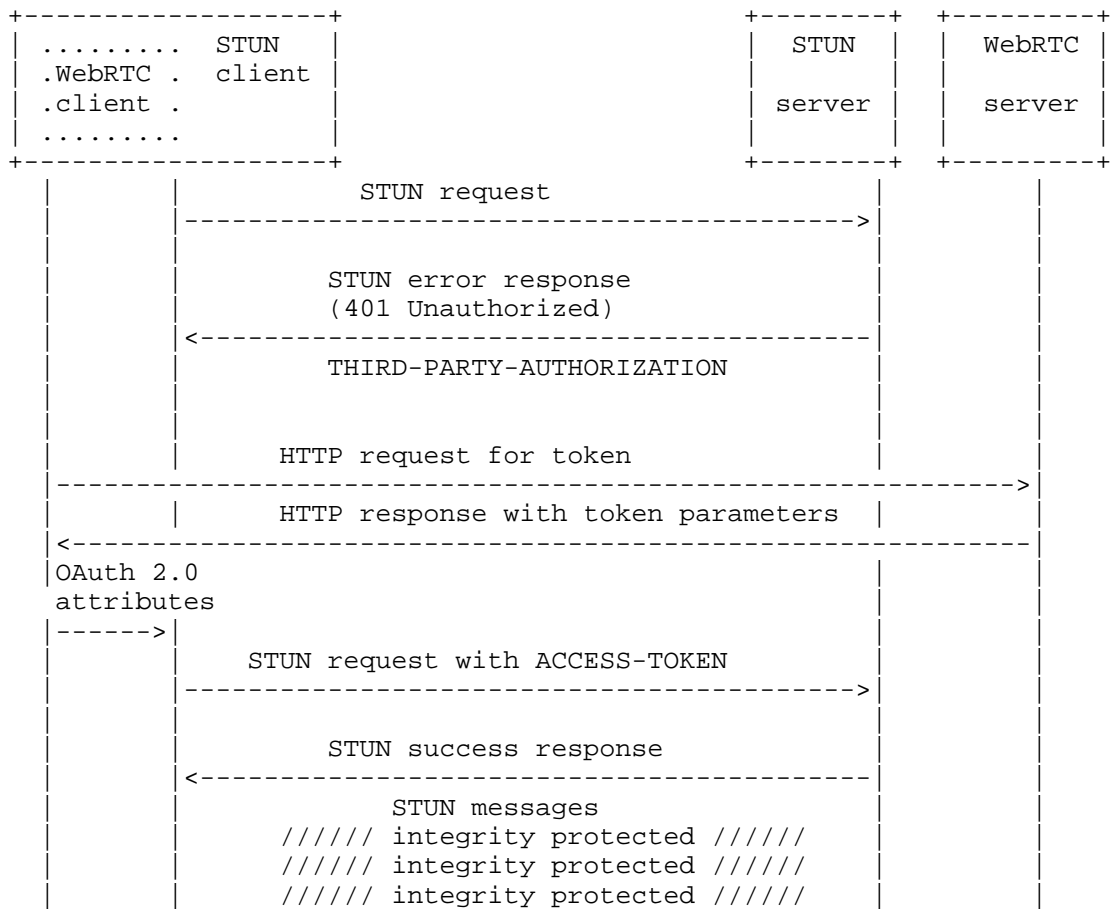 ......... STUN STUN WebRTC
.WebRTC . client
.client . server server
.........
STUN request
STUN error response
(401 Unauthorized)
THIRD-PARTY-AUTHORIZATION
HTTP request for token
HTTP response with token parameters
OAuth 2.0
attributes
STUN request with ACCESS-TOKEN
STUN success response
STUN messages
////// integrity protected //////
////// integrity protected //////
////// integrity protected //////